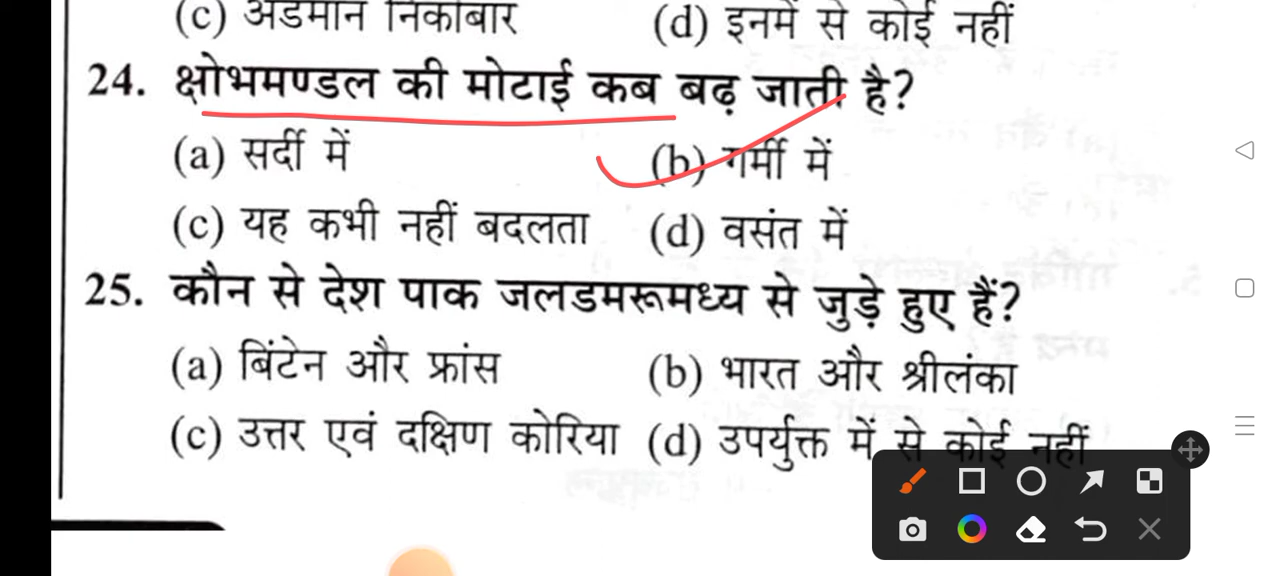 (c) अंडमान निकोबार (d) इनमें से कोई नहीं
24. क्षोभमण्डल की मोटाई कब बढ़ जाती है?
(a) सर्दी में (b) गर्मी में
(c) यह कभी नहीं बदलता (d) वसंत में
25. कौन से देश पाक जलडमरूमध्य से जुड़े हुए हैं?
(a) बिंटेन और फ्रांस (b) भारत और श्रीलंका
(c) उत्तर एवं दक्षिण कोरिया (d) उपर्युक्त में से कोई नहीं